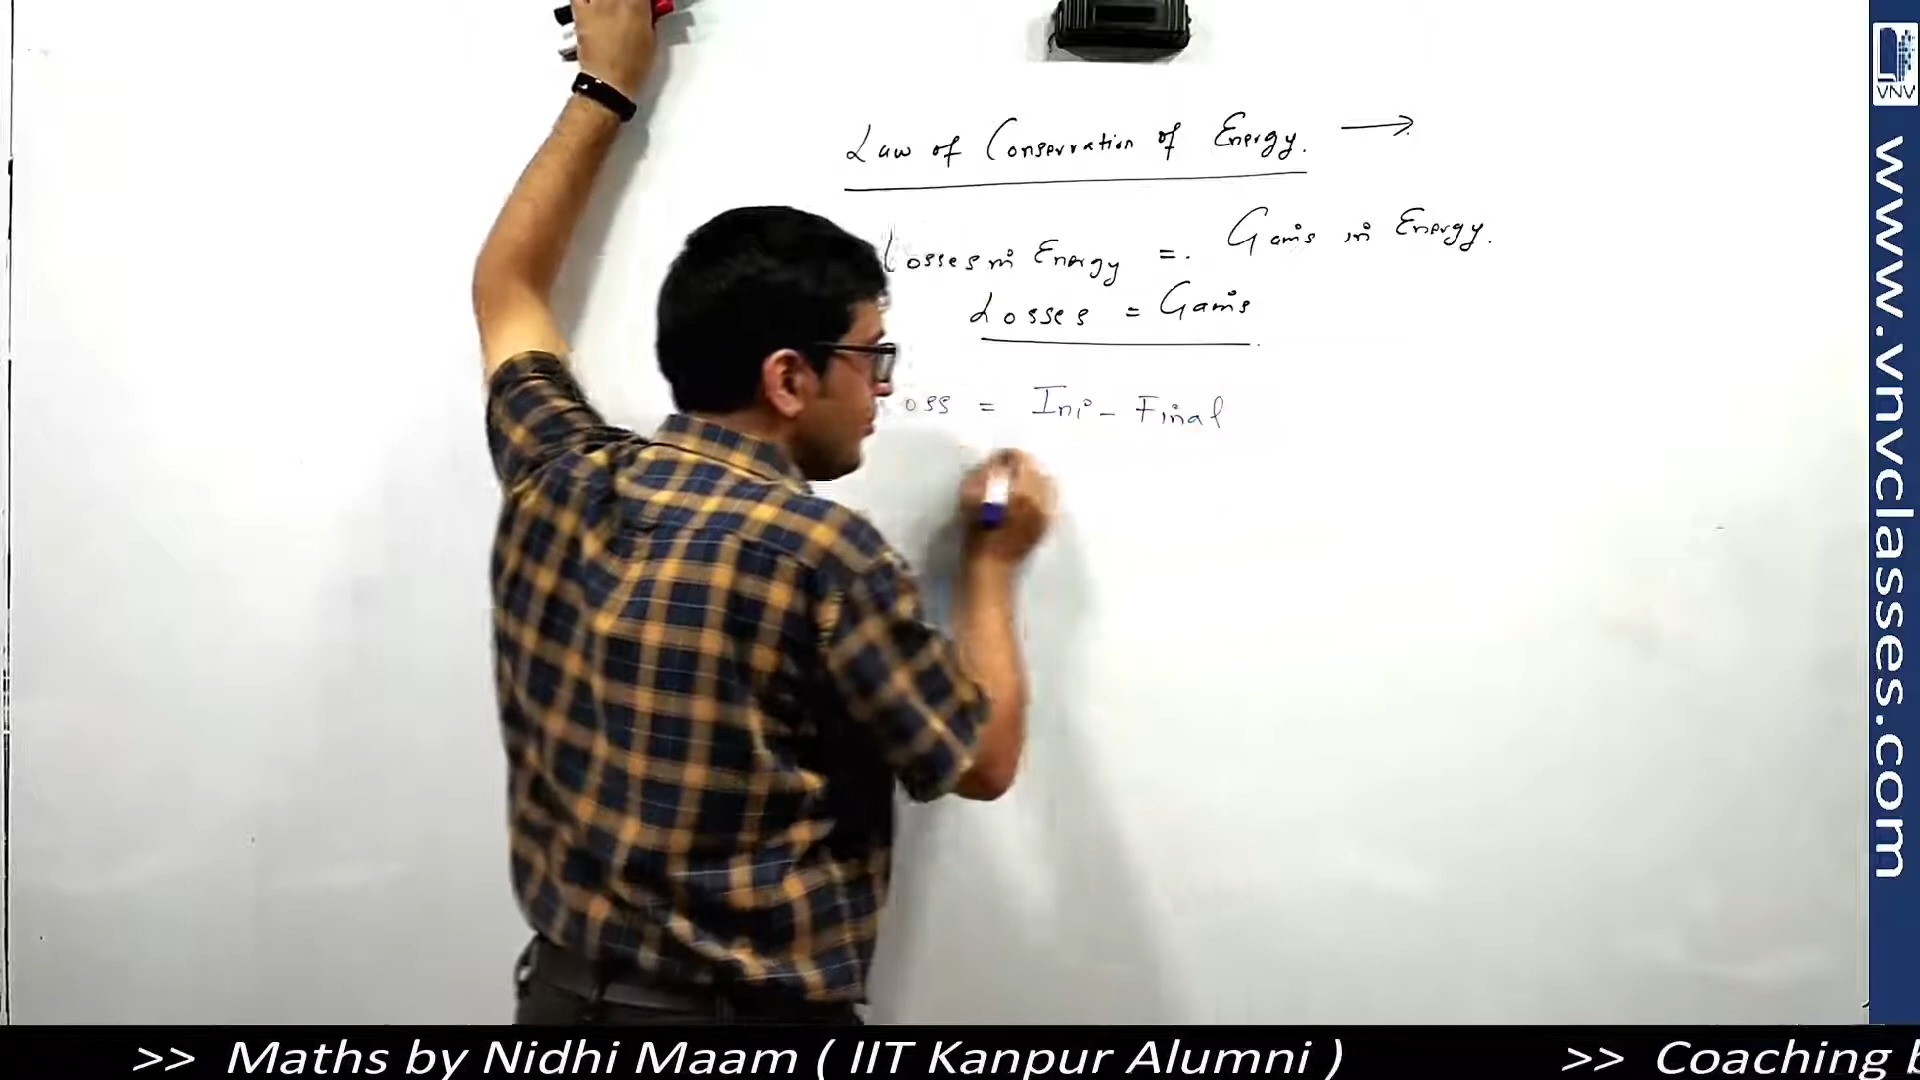 Law of Conservation of Energy. →
Losses in Energy = . Gains in Energy.
Losses = Gains
oss = Ini - Final
VNV
www.vnvclasses.com
>> Maths by Nidhi Maam ( IIT Kanpur Alumni ) >> Coaching b